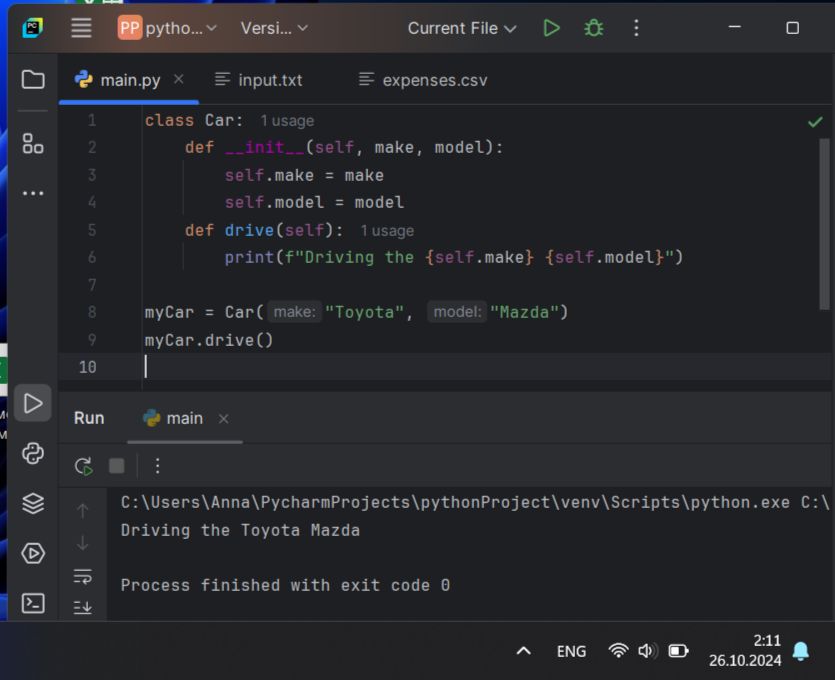 PC
PP pytho... Versi... Current File
main.py input.txt expenses.csv
1 class Car: 1 usage
2 def __init__(self, make, model):
3 self.make = make
4 self.model = model
5 def drive(self): 1 usage
6 print(f"Driving the {self.make} {self.model}")
7
8 myCar = Car( make: "Toyota", model: "Mazda")
9 myCar.drive()
10
Run main
C:\Users\Anna\PycharmProjects\pythonProject\venv\Scripts\python.exe C:\
Driving the Toyota Mazda
Process finished with exit code 0
ENG
2:11
26.10.2024